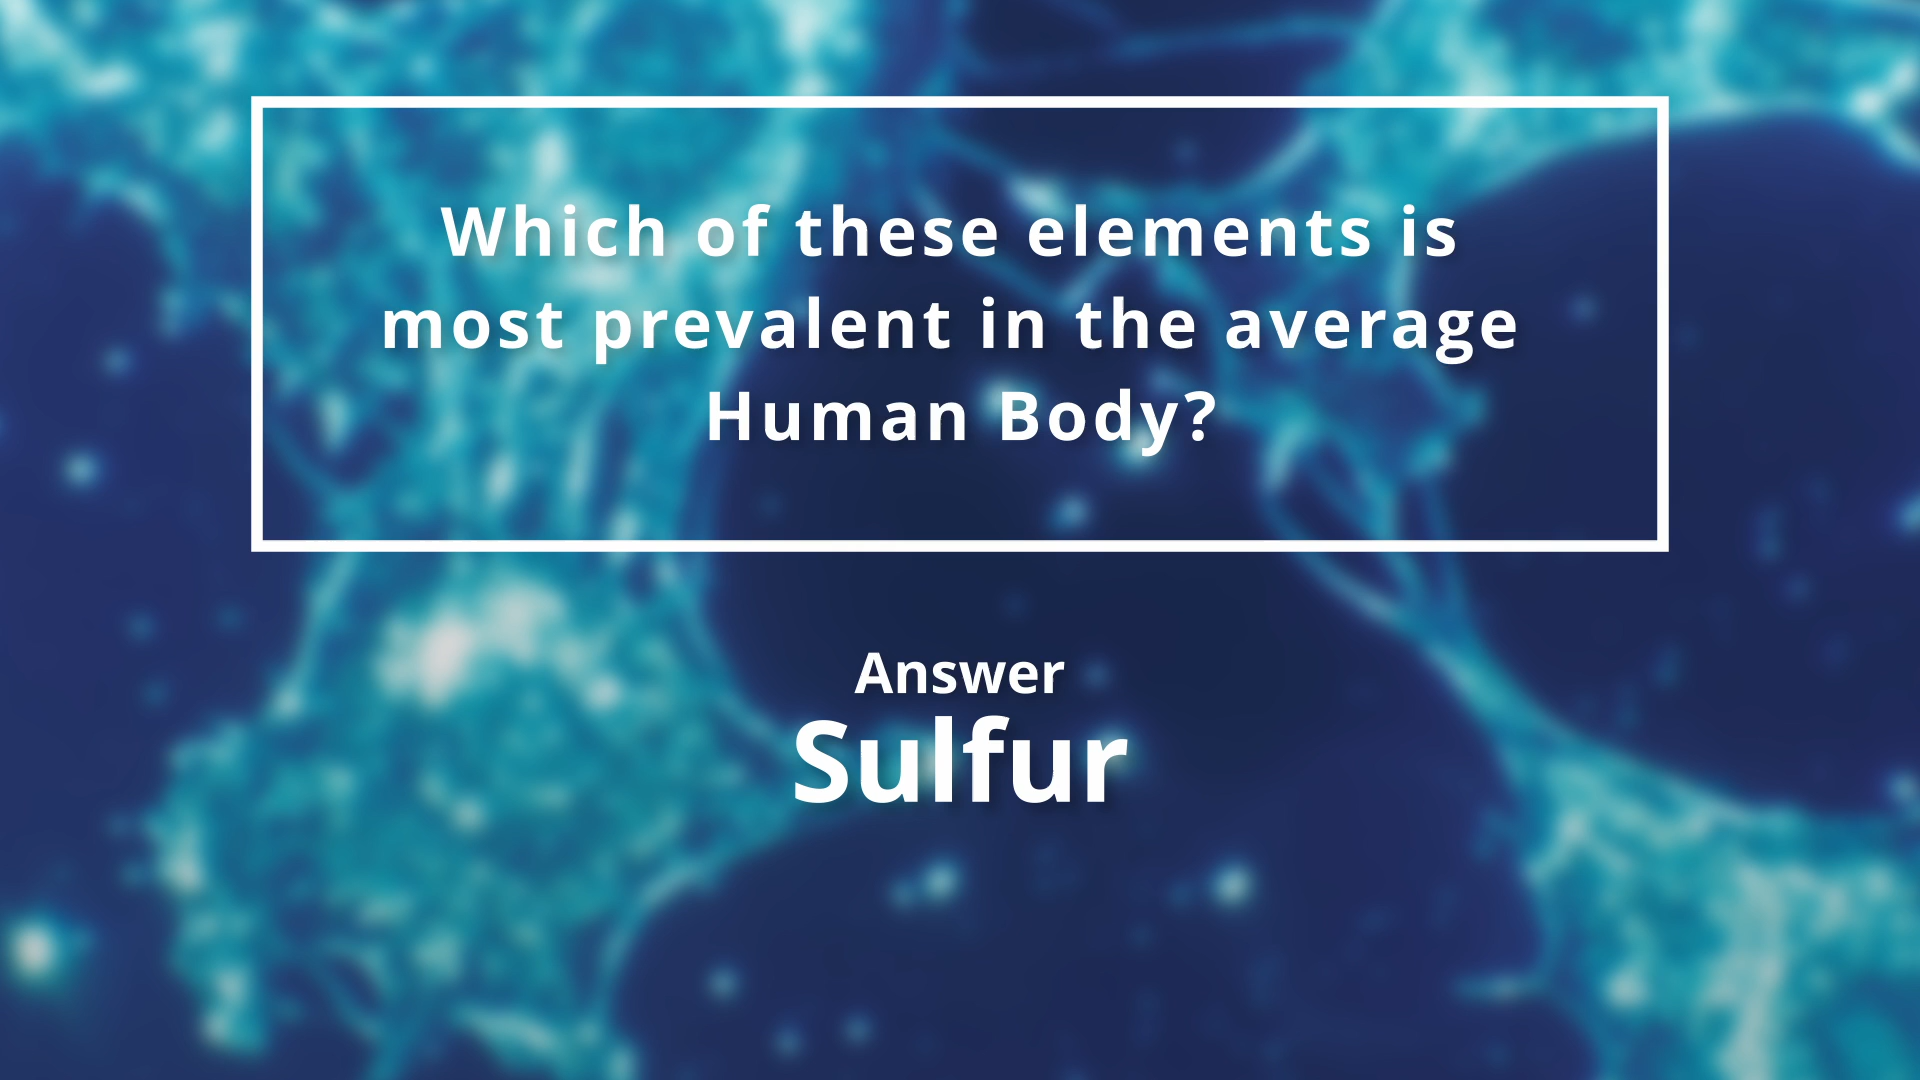 Which of these elements is
most prevalent in the average
Human Body?
Answer
Sulfur